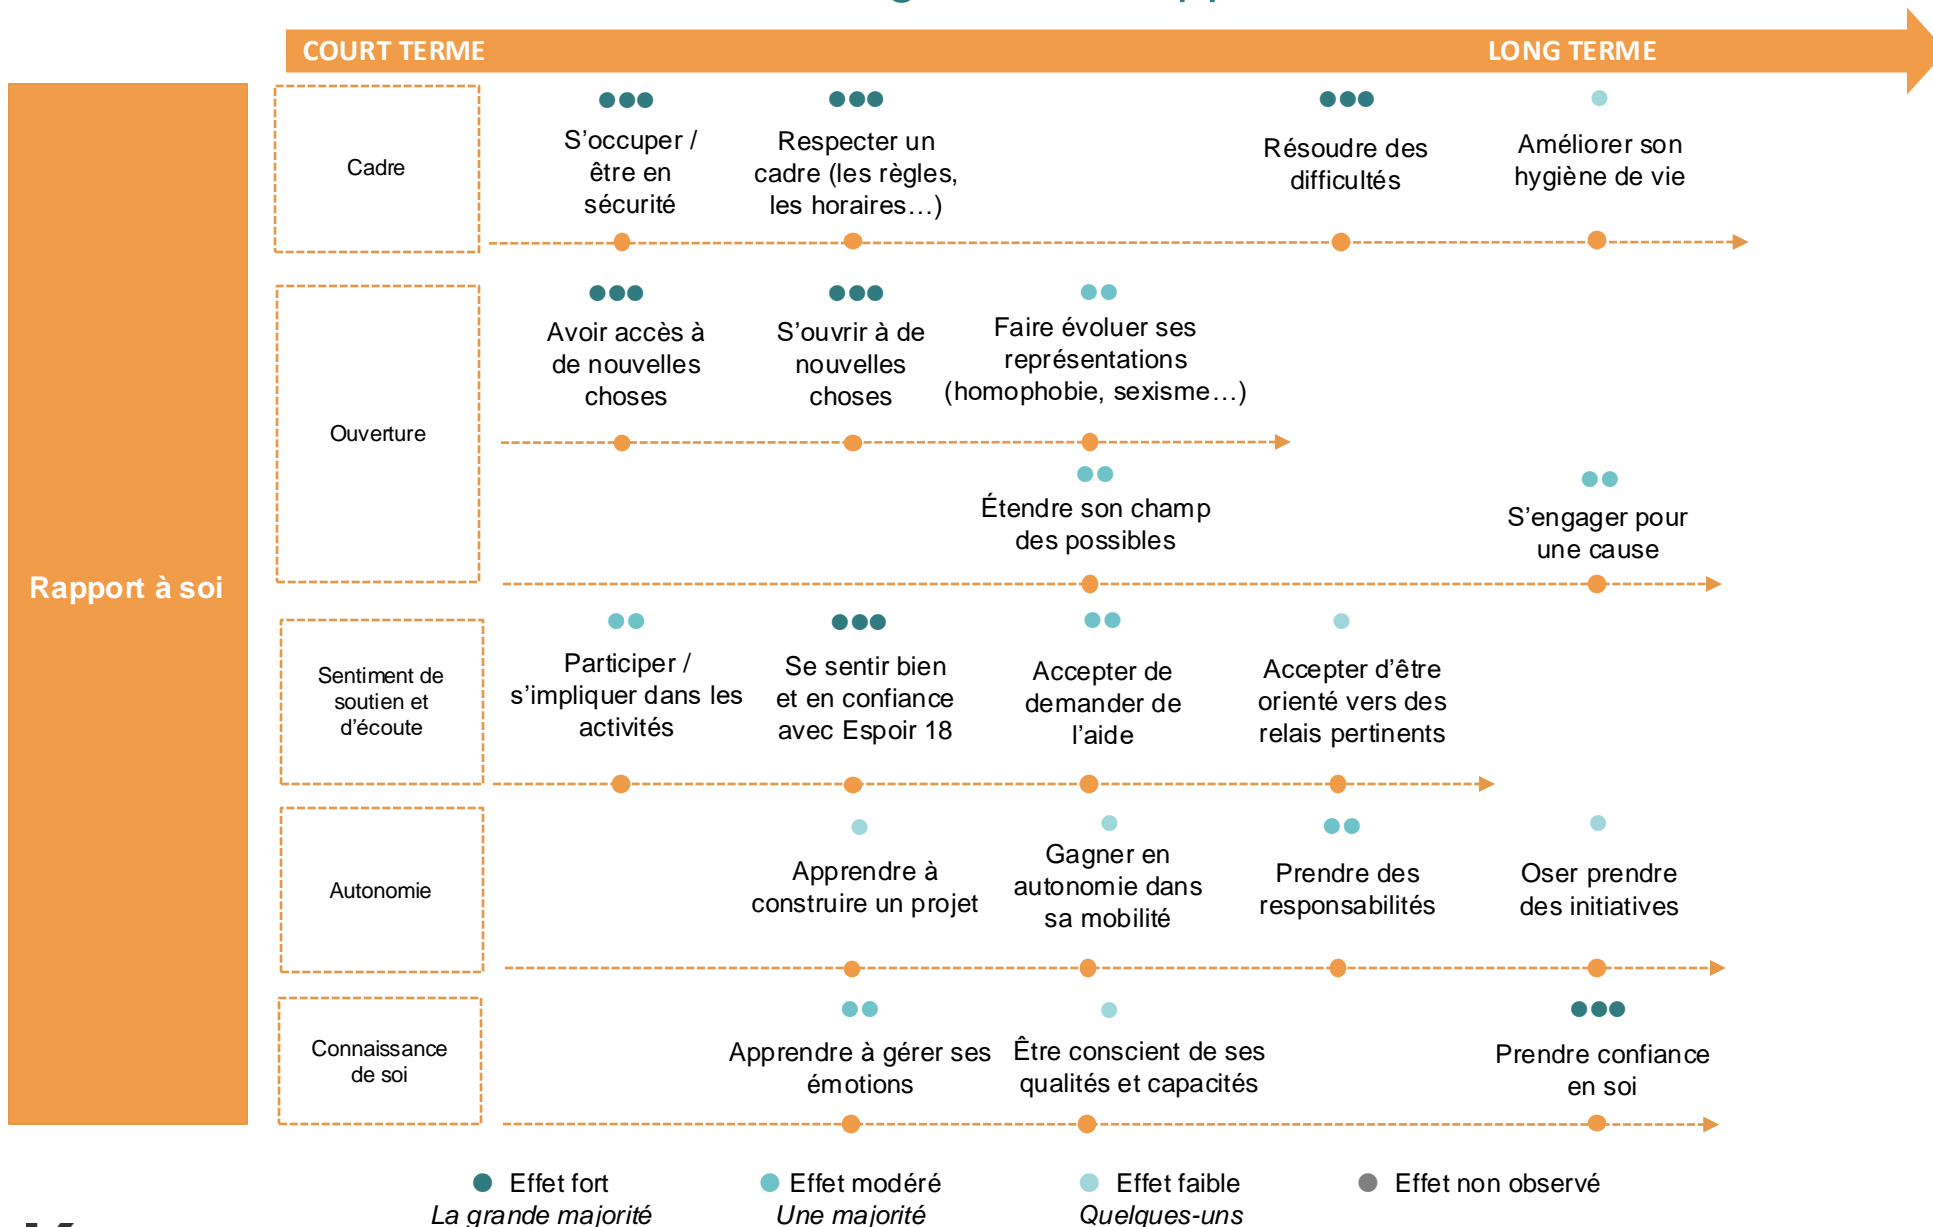 COURT TERME
LONG TERME
Rapport à soi
Cadre
S'occuper /
être en
sécurité
Respecter un
cadre (les règles,
les horaires…)
Résoudre des
difficultés
Améliorer son
hygiène de vie
Ouverture
Avoir accès à
de nouvelles
choses
S'ouvrir à de
nouvelles
choses
Faire évoluer ses
représentations
(homophobie, sexisme…)
Étendre son champ
des possibles
S'engager pour
une cause
Sentiment de
soutien et
d'écoute
Participer /
s'impliquer dans les
activités
Se sentir bien
et en confiance
avec Espoir 18
Accepter de
demander de
l'aide
Accepter d'être
orienté vers des
relais pertinents
Autonomie
Apprendre à
construire un projet
Gagner en
autonomie dans
sa mobilité
Prendre des
responsabilités
Oser prendre
des initiatives
Connaissance
de soi
Apprendre à gérer ses
émotions
Être conscient de ses
qualités et capacités
Prendre confiance
en soi
Effet fort
La grande majorité
Effet modéré
Une majorité
Effet faible
Quelques-uns
Effet non observé